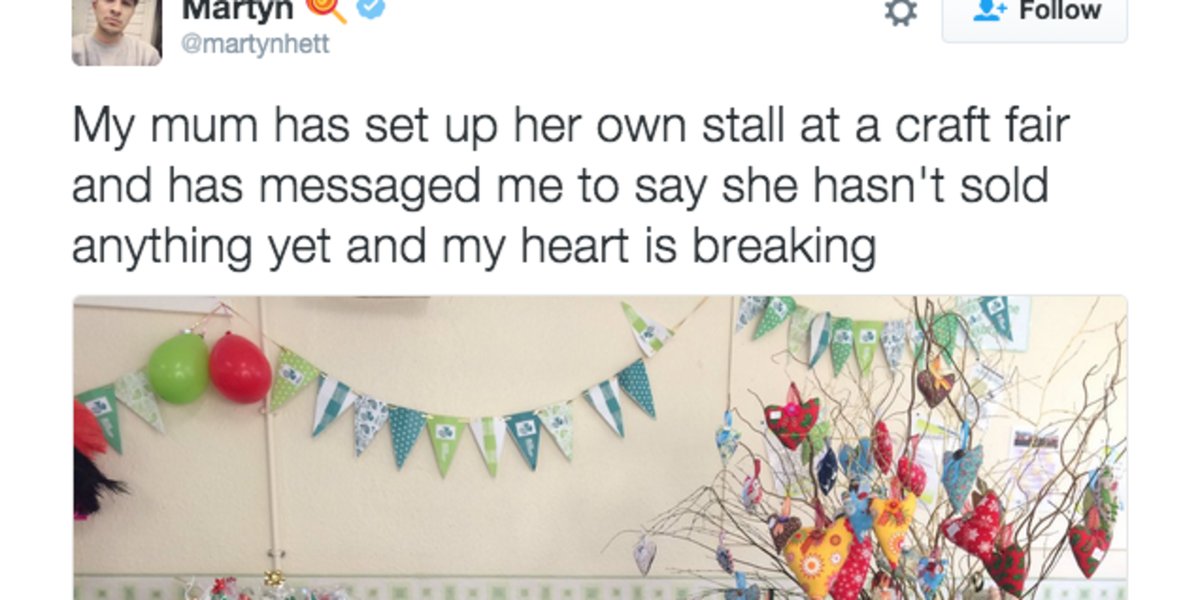 Martyn
@martynhett
Follow
My mum has set up her own stall at a craft fair
and has messaged me to say she hasn't sold
anything yet and my heart is breaking